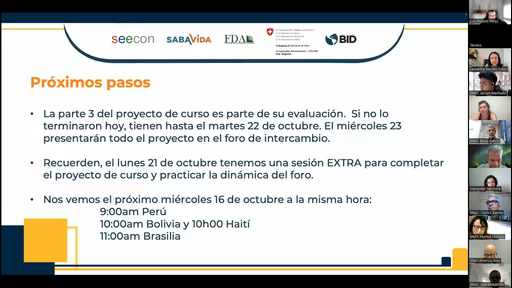 seecon
SABAVIDA
FDAL
BID
Próximos pasos
• La parte 3 del proyecto de curso es parte de su evaluación. Si no lo
terminaron hoy, tienen hasta el martes 22 de octubre. El miércoles 23
presentarán todo el proyecto en el foro de intercambio.
• Recuerden, el lunes 21 de octubre tenemos una sesión EXTRA para completar
el proyecto de curso y practicar la dinámica del foro.
• Nos vemos el próximo miércoles 16 de octubre a la misma hora:
9:00am Perú
10:00am Bolivia y 10h00 Haití
11:00am Brasilia